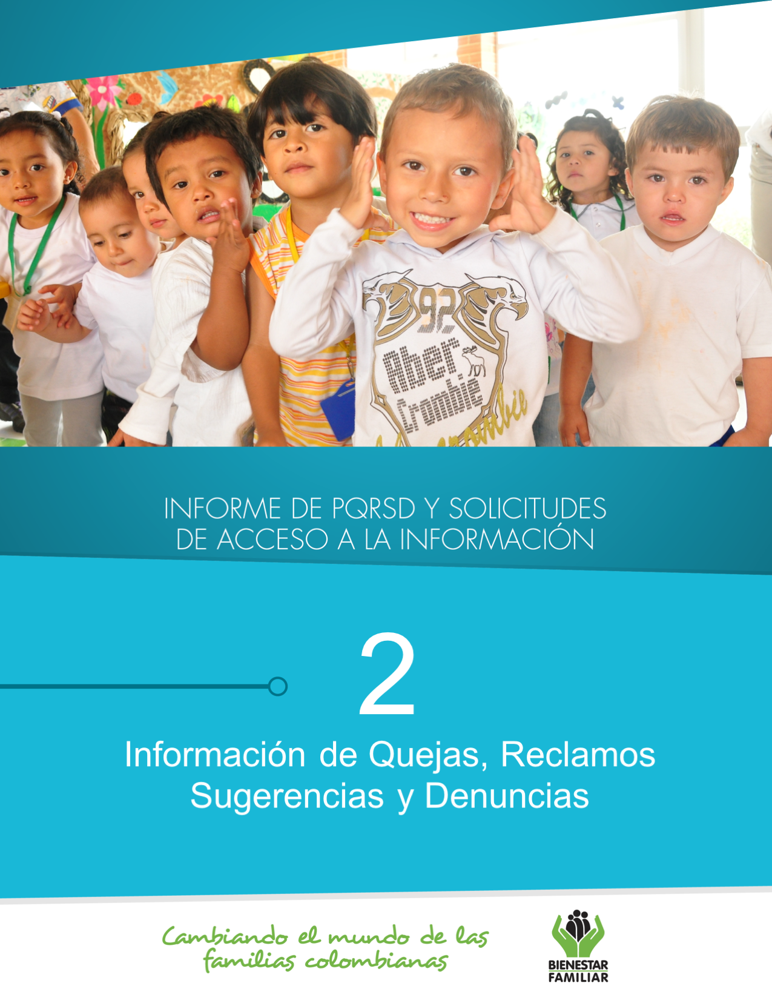 92
Aber
Crombie
INFORME DE PQRSD Y SOLICITUDES
DE ACCESO A LA INFORMACIÓN
2
Información de Quejas, Reclamos
Sugerencias y Denuncias
Cambiando el mundo de las
familias colombianas
BIENESTAR
FAMILIAR